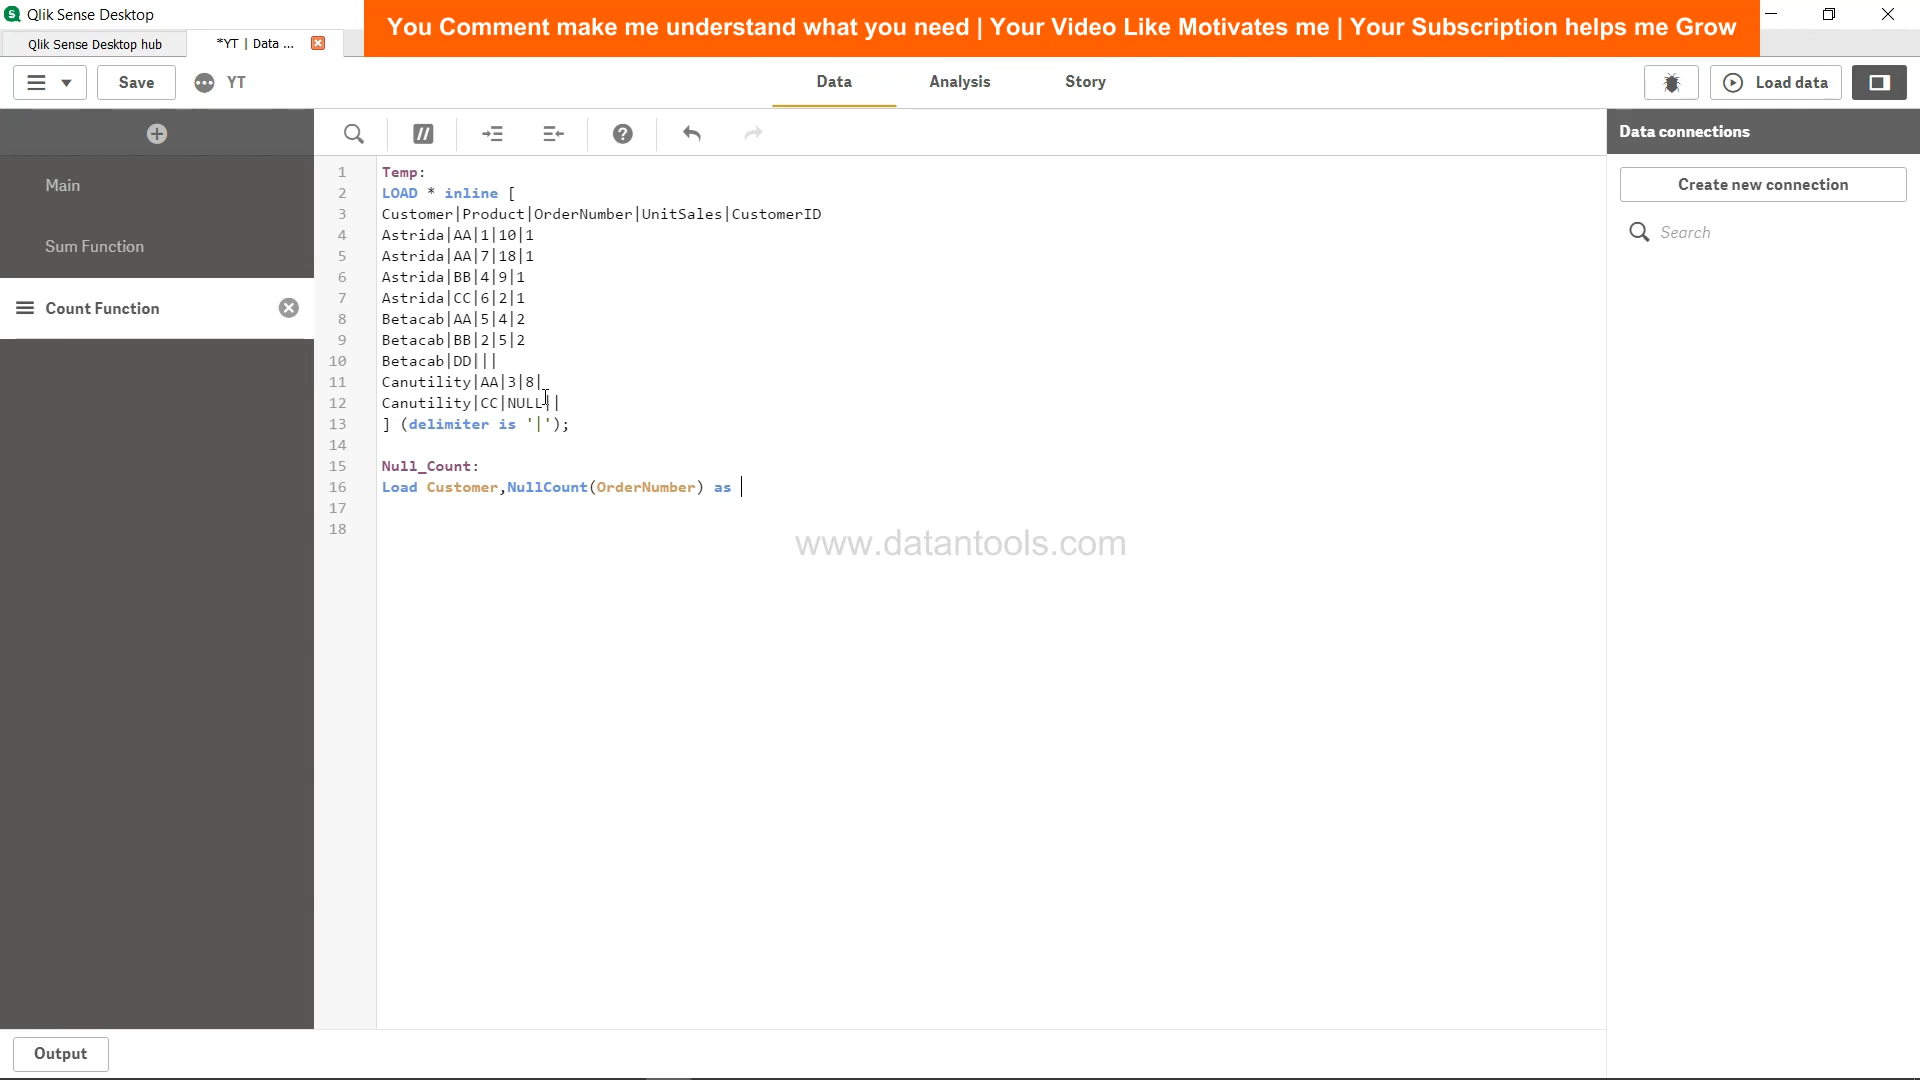 Qlik Sense Desktop
You Comment make me understand what you need | Your Video Like Motivates me | Your Subscription helps me Grow
Qlik Sense Desktop hub
*YT | Data ...
Save
YT
Data
Analysis
Story
Load data
Main
Sum Function
Count Function
1 Temp:
2 LOAD * inline [
3 Customer|Product|OrderNumber|UnitSales|CustomerID
4 Astrida|AA|1|10|1
5 Astrida|AA|7|18|1
6 Astrida|BB|4|9|1
7 Astrida|CC|6|2|1
8 Betacab|AA|5|4|2
9 Betacab|BB|2|5|2
10 Betacab|DD|||
11 Canutility|AA|3|8|
12 Canutility|CC|NULL||
13 ] (delimiter is '|');
14
15 Null_Count:
16 Load Customer,NullCount(OrderNumber) as
17
18
www.datantools.com
Data connections
Create new connection
Search
Output